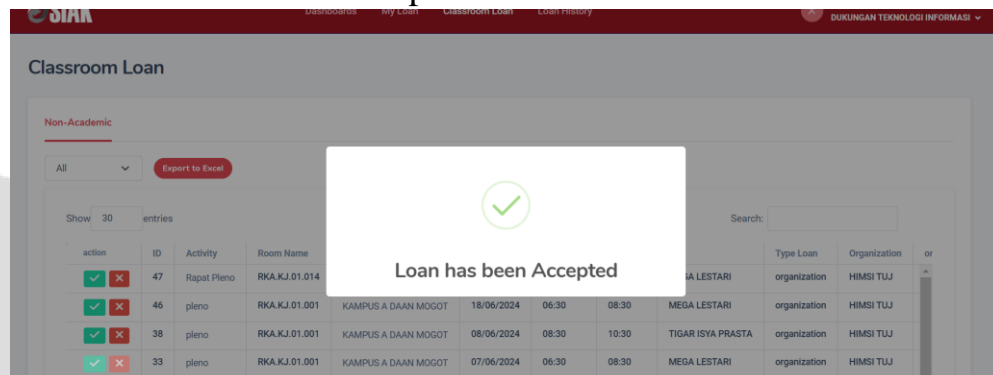 SIAK Dashboards My Loan Classroom Loan Loan History DUKUNGAN TEKNOLOGI INFORMASI
Classroom Loan
Non-Academic
All Export to Excel
Show 30 entries Search:
action ID Activity Room Name Type Loan Organization or
47 Rapat Pleno RKA.KJ.01.014 LESTARI organization HIMSI TUJ
Loan has been Accepted
46 pleno RKA.KJ.01.001 KAMPUS A DAAN MOGOT 18/06/2024 06:30 08:30 MEGA LESTARI organization HIMSI TUJ
38 pleno RKA.KJ.01.001 KAMPUS A DAAN MOGOT 08/06/2024 08:30 10:30 TIGAR ISYA PRASTA organization HIMSI TUJ
33 pleno RKA.KJ.01.001 KAMPUS A DAAN MOGOT 07/06/2024 06:30 08:30 MEGA LESTARI organization HIMSI TUJ